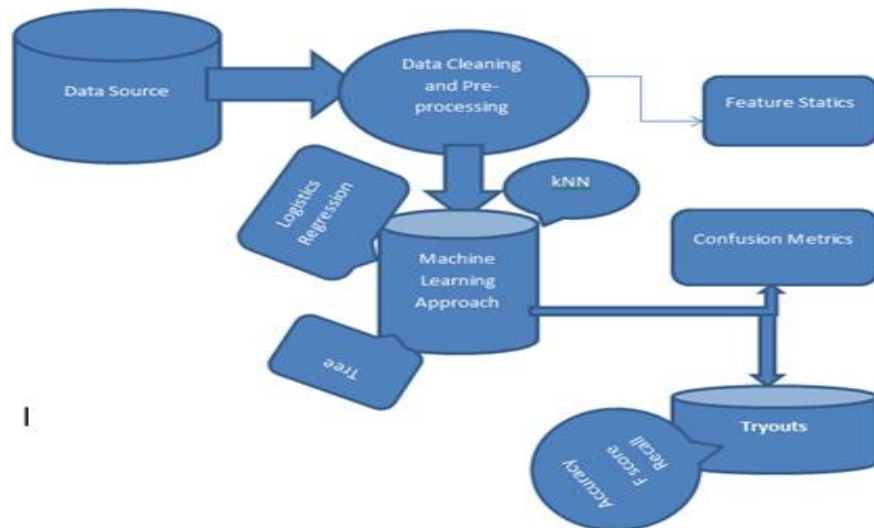 Data Source
Data Cleaning
and Pre-
processing
Feature Statics
Logistics
Regression
kNN
Machine
Learning
Approach
Confusion Metrics
Tree
Tryouts
Accuracy
F score
Recall